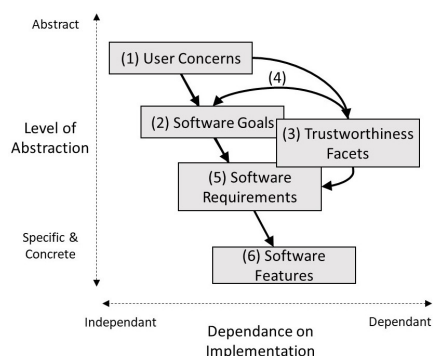 Abstract
(1) User Concerns
(4)
(2) Software Goals
Level of
Abstraction
(3) Trustworthiness
Facets
(5) Software
Requirements
Specific &
Concrete
(6) Software
Features
Independant
Dependant
Dependance on
Implementation